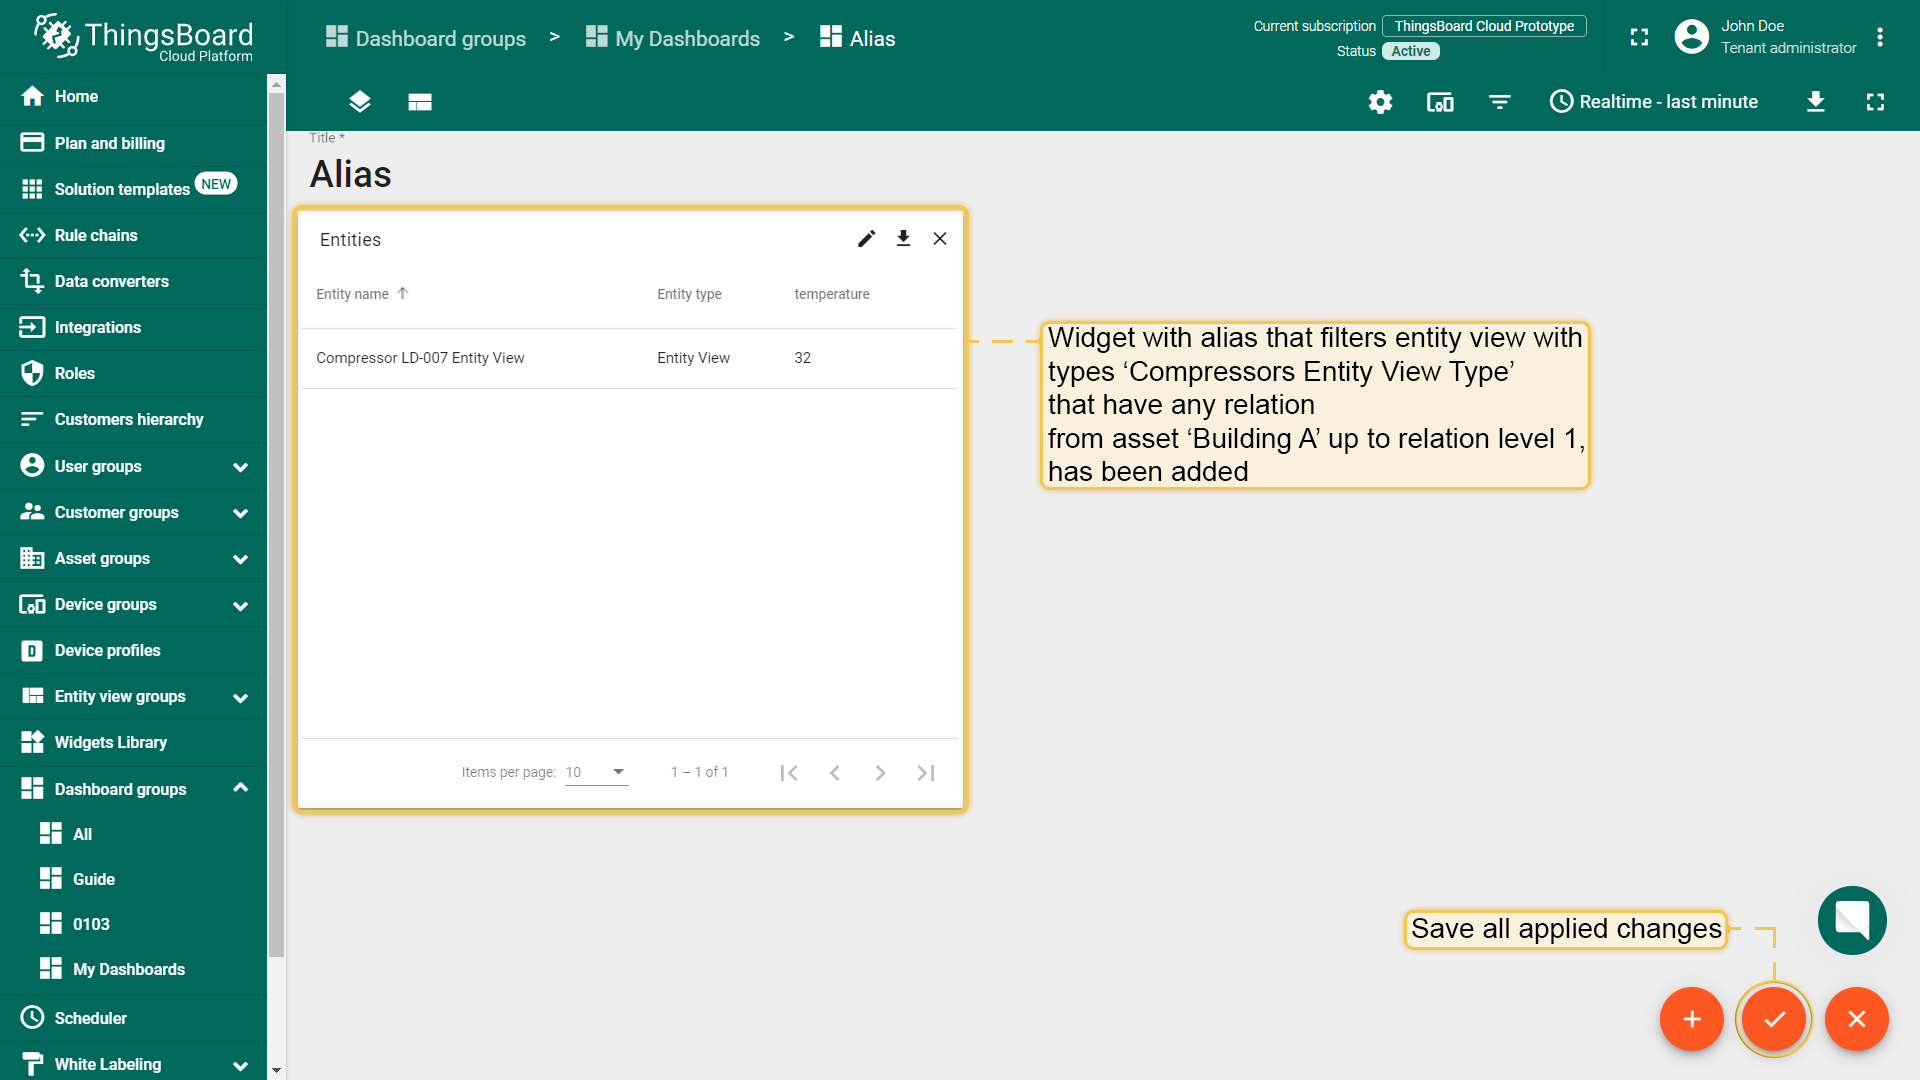 ThingsBoard
Cloud Platform
Dashboard groups > My Dashboards > Alias
Current subscription ThingsBoard Cloud Prototype
Status Active
John Doe
Tenant administrator
Realtime - last minute
Home
Plan and billing
Solution templates NEW
Rule chains
Data converters
Integrations
Roles
Customers hierarchy
User groups
Customer groups
Asset groups
Device groups
D Device profiles
Entity view groups
Widgets Library
Dashboard groups
All
Guide
0103
My Dashboards
Scheduler
White Labeling
Title *
Alias
Entities
Entity name Entity type temperature
Compressor LD-007 Entity View Entity View 32
Items per page: 10 1 – 1 of 1
Widget with alias that filters entity view with
types ‘Compressors Entity View Type’
that have any relation
from asset ‘Building A’ up to relation level 1,
has been added
Save all applied changes